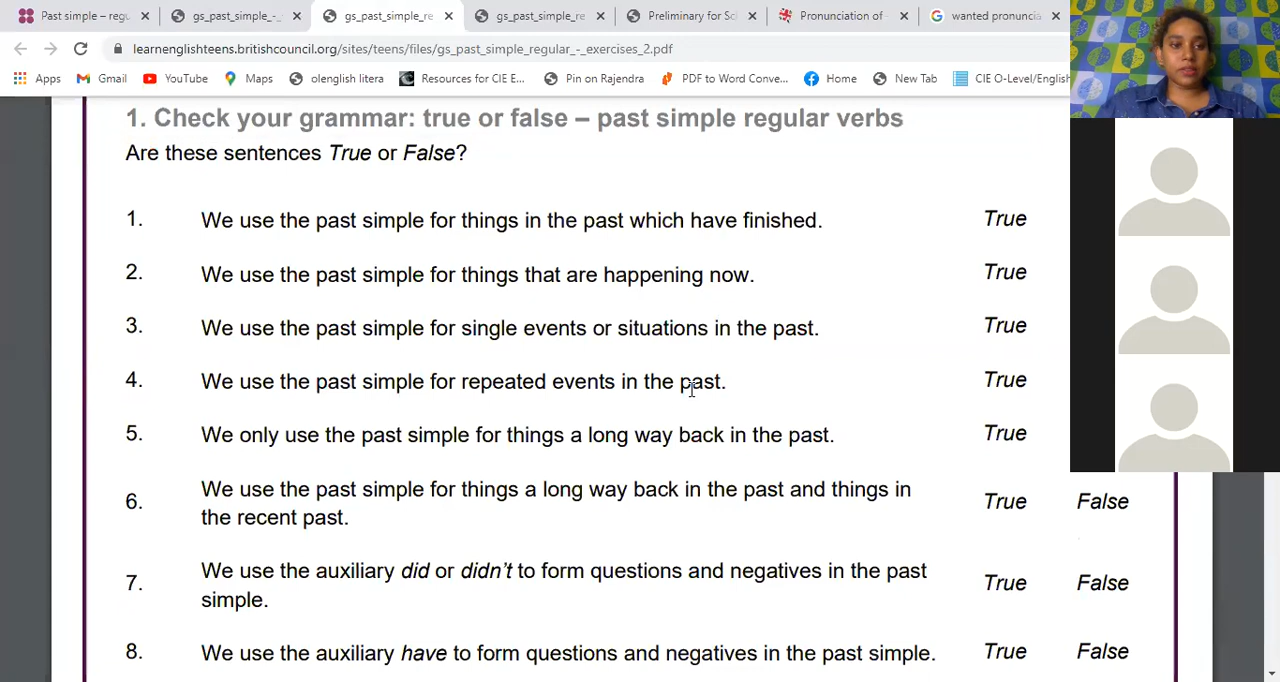 Past simple – regu
gs_past_simple_-_
gs_past_simple_re
gs_past_simple_re
Preliminary for Sc
Pronunciation of
wanted pronuncia
learnenglishteens.britishcouncil.org/sites/teens/files/gs_past_simple_regular_-_exercises_2.pdf
Apps
Gmail
YouTube
Maps
olenglish litera
Resources for CIE E...
Pin on Rajendra
PDF to Word Conve...
Home
New Tab
CIE O-Level/English
1. Check your grammar: true or false – past simple regular verbs
Are these sentences True or False?
1. We use the past simple for things in the past which have finished. True
2. We use the past simple for things that are happening now. True
3. We use the past simple for single events or situations in the past. True
4. We use the past simple for repeated events in the past. True
5. We only use the past simple for things a long way back in the past. True
6. We use the past simple for things a long way back in the past and things in True False
the recent past.
7. We use the auxiliary did or didn't to form questions and negatives in the past True False
simple.
8. We use the auxiliary have to form questions and negatives in the past simple. True False